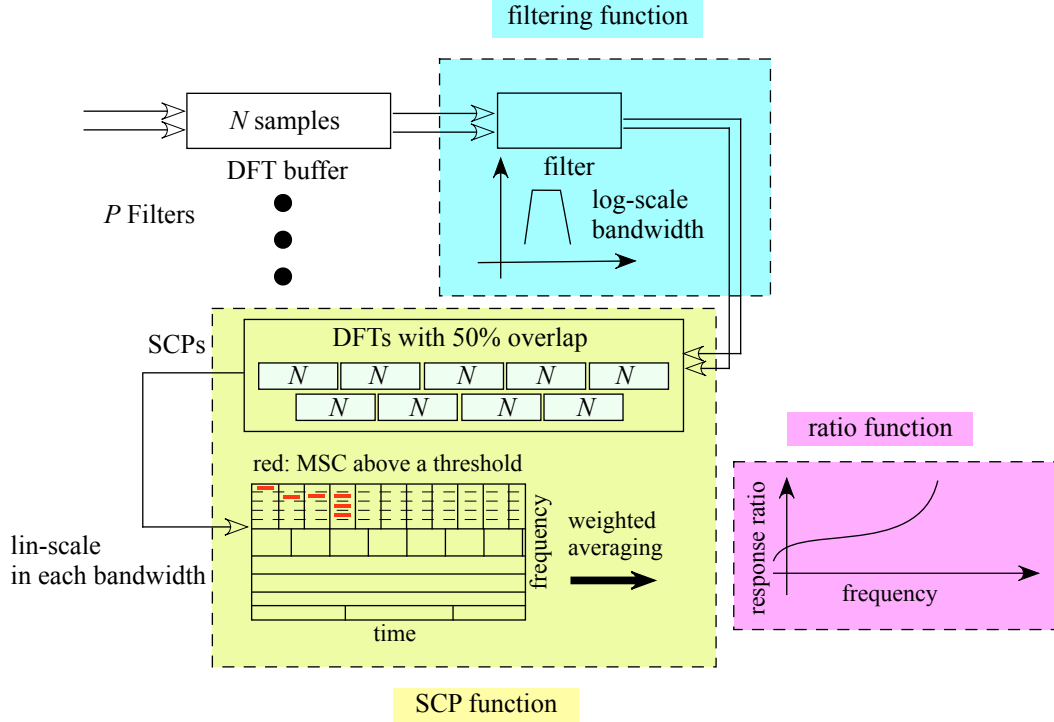 filtering function
N samples
DFT buffer
P Filters
filter
log-scale
bandwidth
SCPs
DFTs with 50% overlap
N N N N N
N N N N
red: MSC above a threshold
frequency
time
weighted
averaging
lin-scale
in each bandwidth
ratio function
response ratio
frequency
SCP function